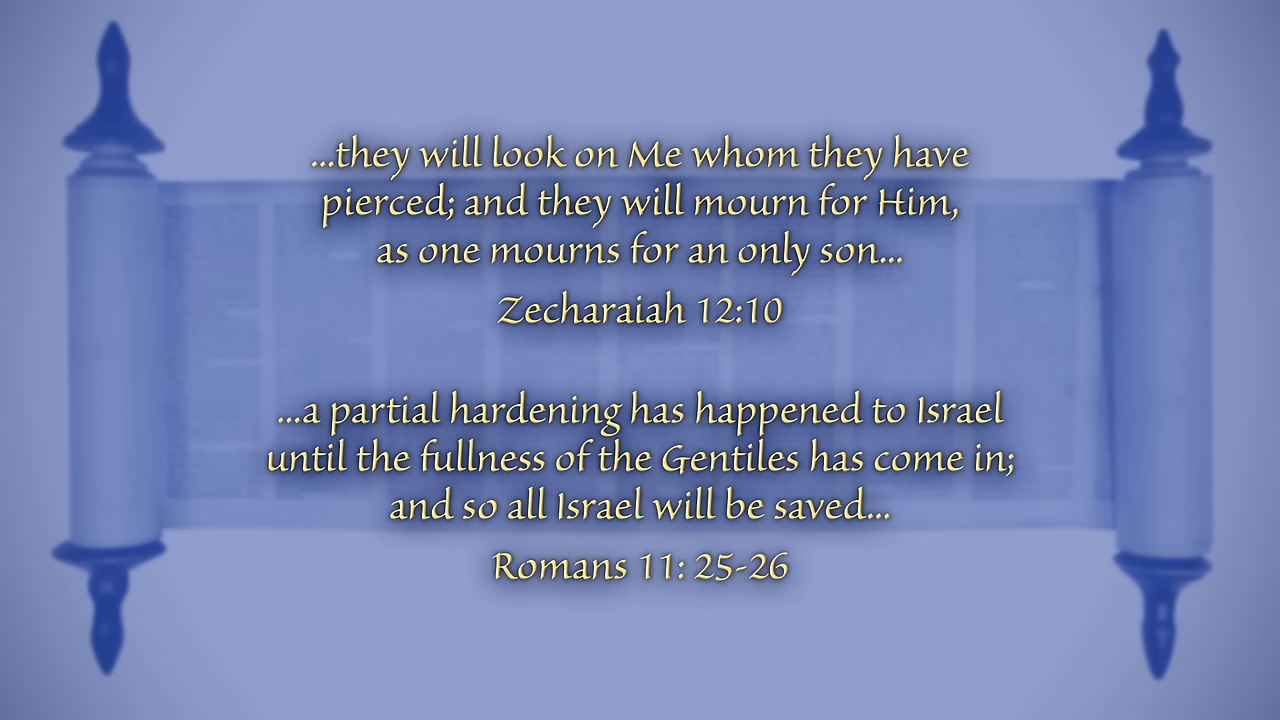 ...they will look on Me whom they have
pierced; and they will mourn for Him,
as one mourns for an only son...
Zecharaiah 12:10
...a partial hardening has happened to Israel
until the fullness of the Gentiles has come in;
and so all Israel will be saved...
Romans 11: 25-26